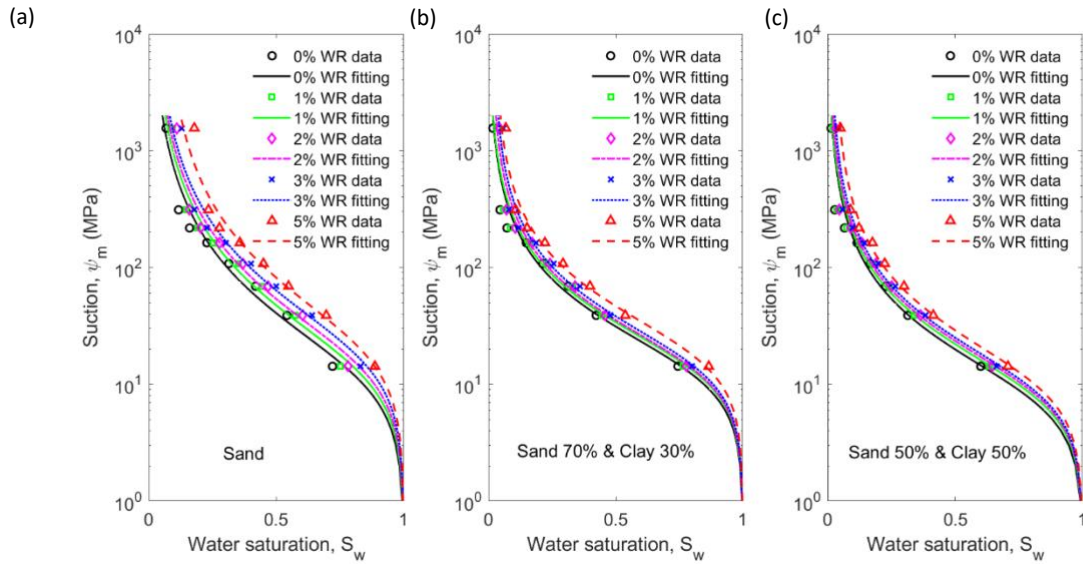 (a)
10^4
10^3
10^2
10^1
10^0
Suction, ψ_m (MPa)
0% WR data
0% WR fitting
1% WR data
1% WR fitting
2% WR data
2% WR fitting
3% WR data
3% WR fitting
5% WR data
5% WR fitting
Sand
0 0.5 1
Water saturation, S_w
(b)
10^4
10^3
10^2
10^1
10^0
Suction, ψ_m (MPa)
0% WR data
0% WR fitting
1% WR data
1% WR fitting
2% WR data
2% WR fitting
3% WR data
3% WR fitting
5% WR data
5% WR fitting
Sand 70% & Clay 30%
0 0.5 1
Water saturation, S_w
(c)
10^4
10^3
10^2
10^1
10^0
Suction, ψ_m (MPa)
0% WR data
0% WR fitting
1% WR data
1% WR fitting
2% WR data
2% WR fitting
3% WR data
3% WR fitting
5% WR data
5% WR fitting
Sand 50% & Clay 50%
0 0.5 1
Water saturation, S_w